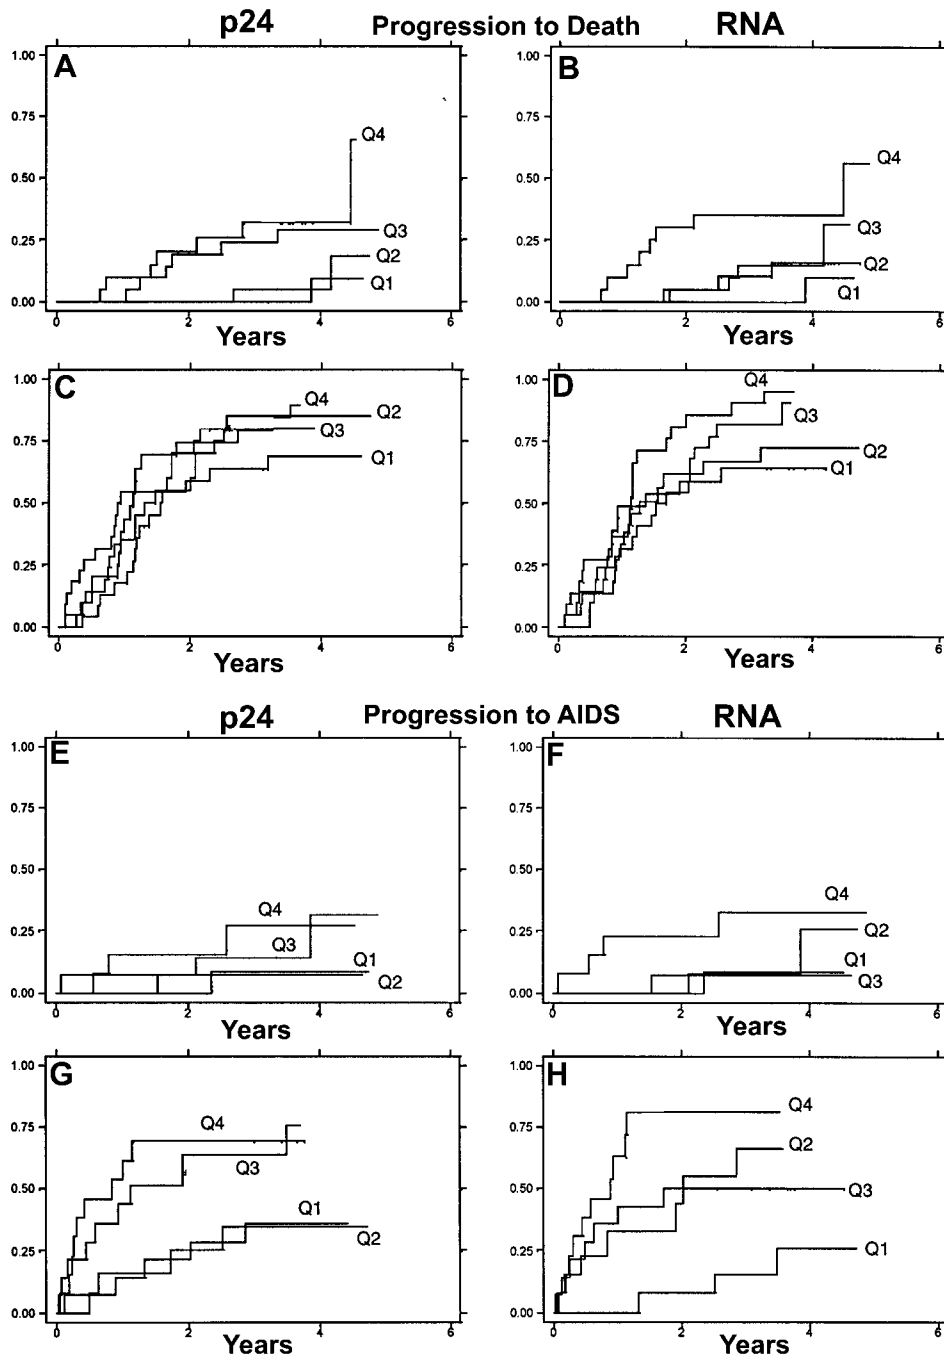 p24 Progression to Death RNA
A B
1.00 1.00
0.75 0.75
Q4 Q4
0.50 0.50
Q3 Q3
0.25 0.25
Q2 Q2
Q1 Q1
0.00 0.00
0 2 4 6 0 2 4 6
Years Years
C D
1.00 1.00
Q4 Q4
Q2 Q3
0.75 0.75
Q3 Q2
Q1 Q1
0.50 0.50
0.25 0.25
0.00 0.00
0 2 4 6 0 2 4 6
Years Years
p24 Progression to AIDS RNA
E F
1.00 1.00
0.75 0.75
0.50 0.50
Q4 Q4
0.25 0.25
Q3 Q2
Q1 Q1
Q2 Q3
0.00 0.00
0 2 4 6 0 2 4 6
Years Years
G H
1.00 1.00
0.75 0.75
Q4 Q4
Q3 Q2
0.50 0.50
Q1 Q3
0.25 0.25
Q2 Q1
0.00 0.00
0 2 4 6 0 2 4 6
Years Years